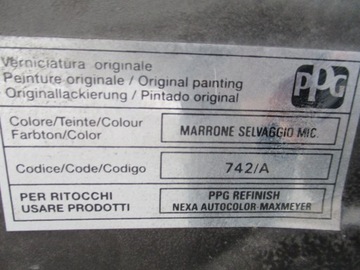 Verniciatura originale
Peinture originale / Original painting
Originallackierung / Pintado original
PPG
Colore/Teinte/Colour
Farbton/Color
MARRONE SELVAGGIO MIC.
Codice/Code/Codigo
742/A
PER RITOCCHI
USARE PRODOTTI
PPG REFINISH
NEXA AUTOCOLOR-MAXMEYER